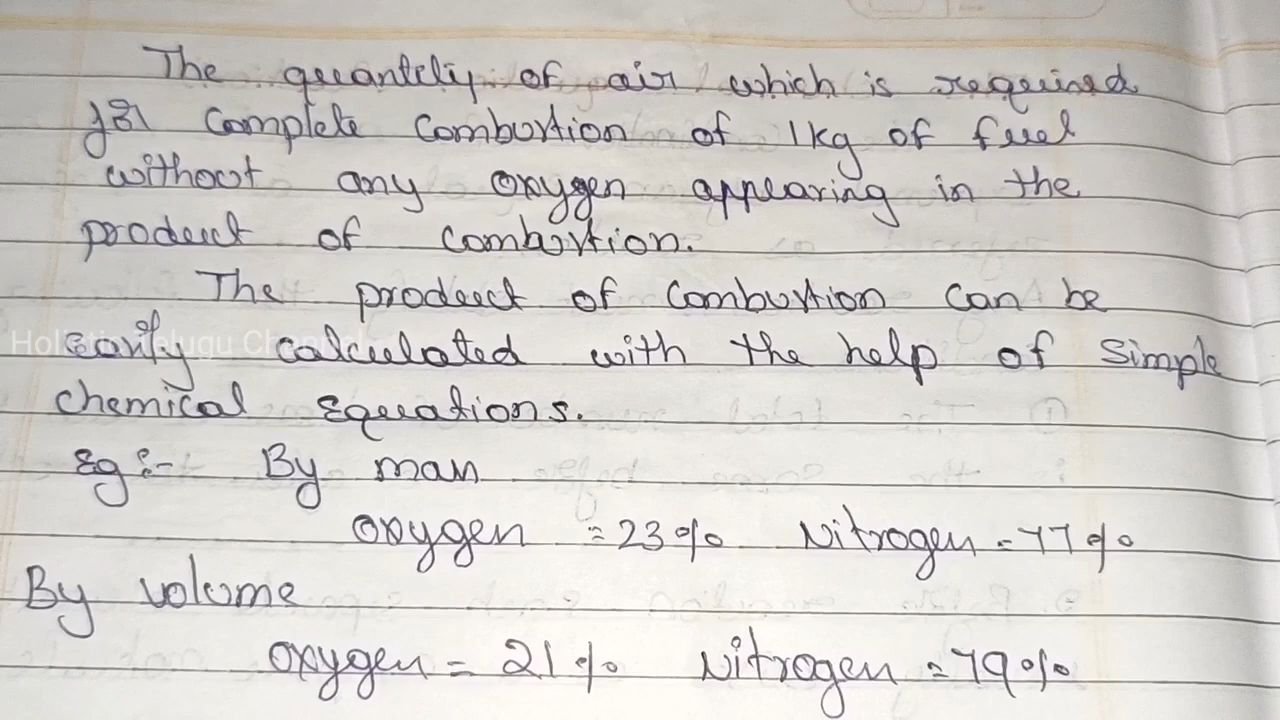 The quantity of air which is required
for complete combustion of 1kg of fuel
without any oxygen appearing in the
product of combustion.
The product of combustion can be
easily calculated with the help of simple
chemical Equations.
Eg :- By mass
oxygen = 23% Nitrogen = 77%
By volume
oxygen = 21% Nitrogen = 79%